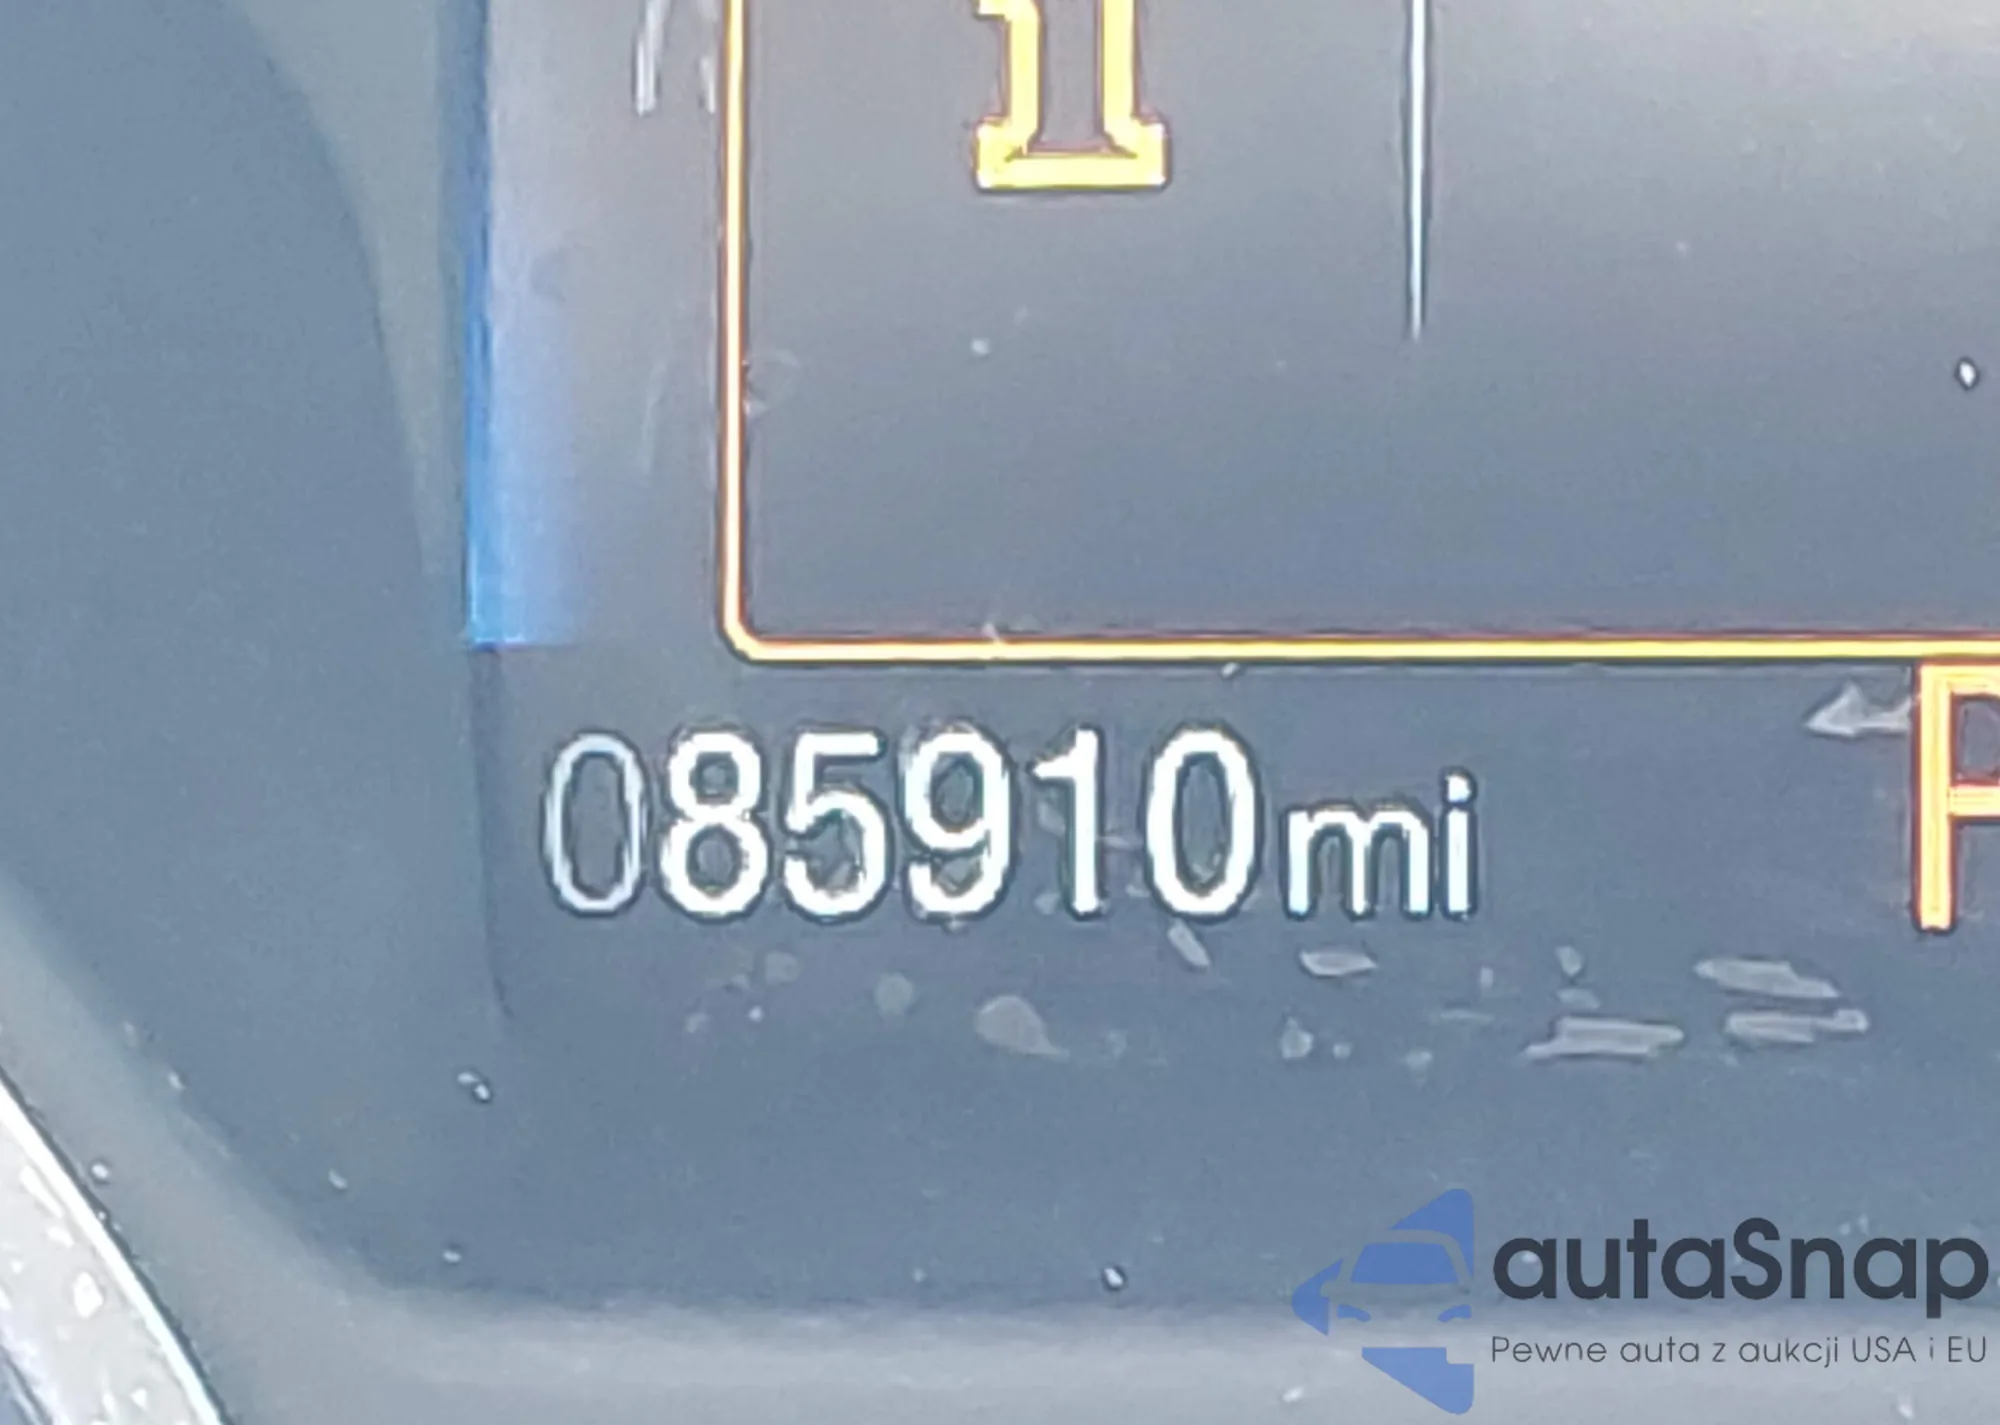 085910mi
P
autaSnap
Pewne auta z aukcji USA i EU